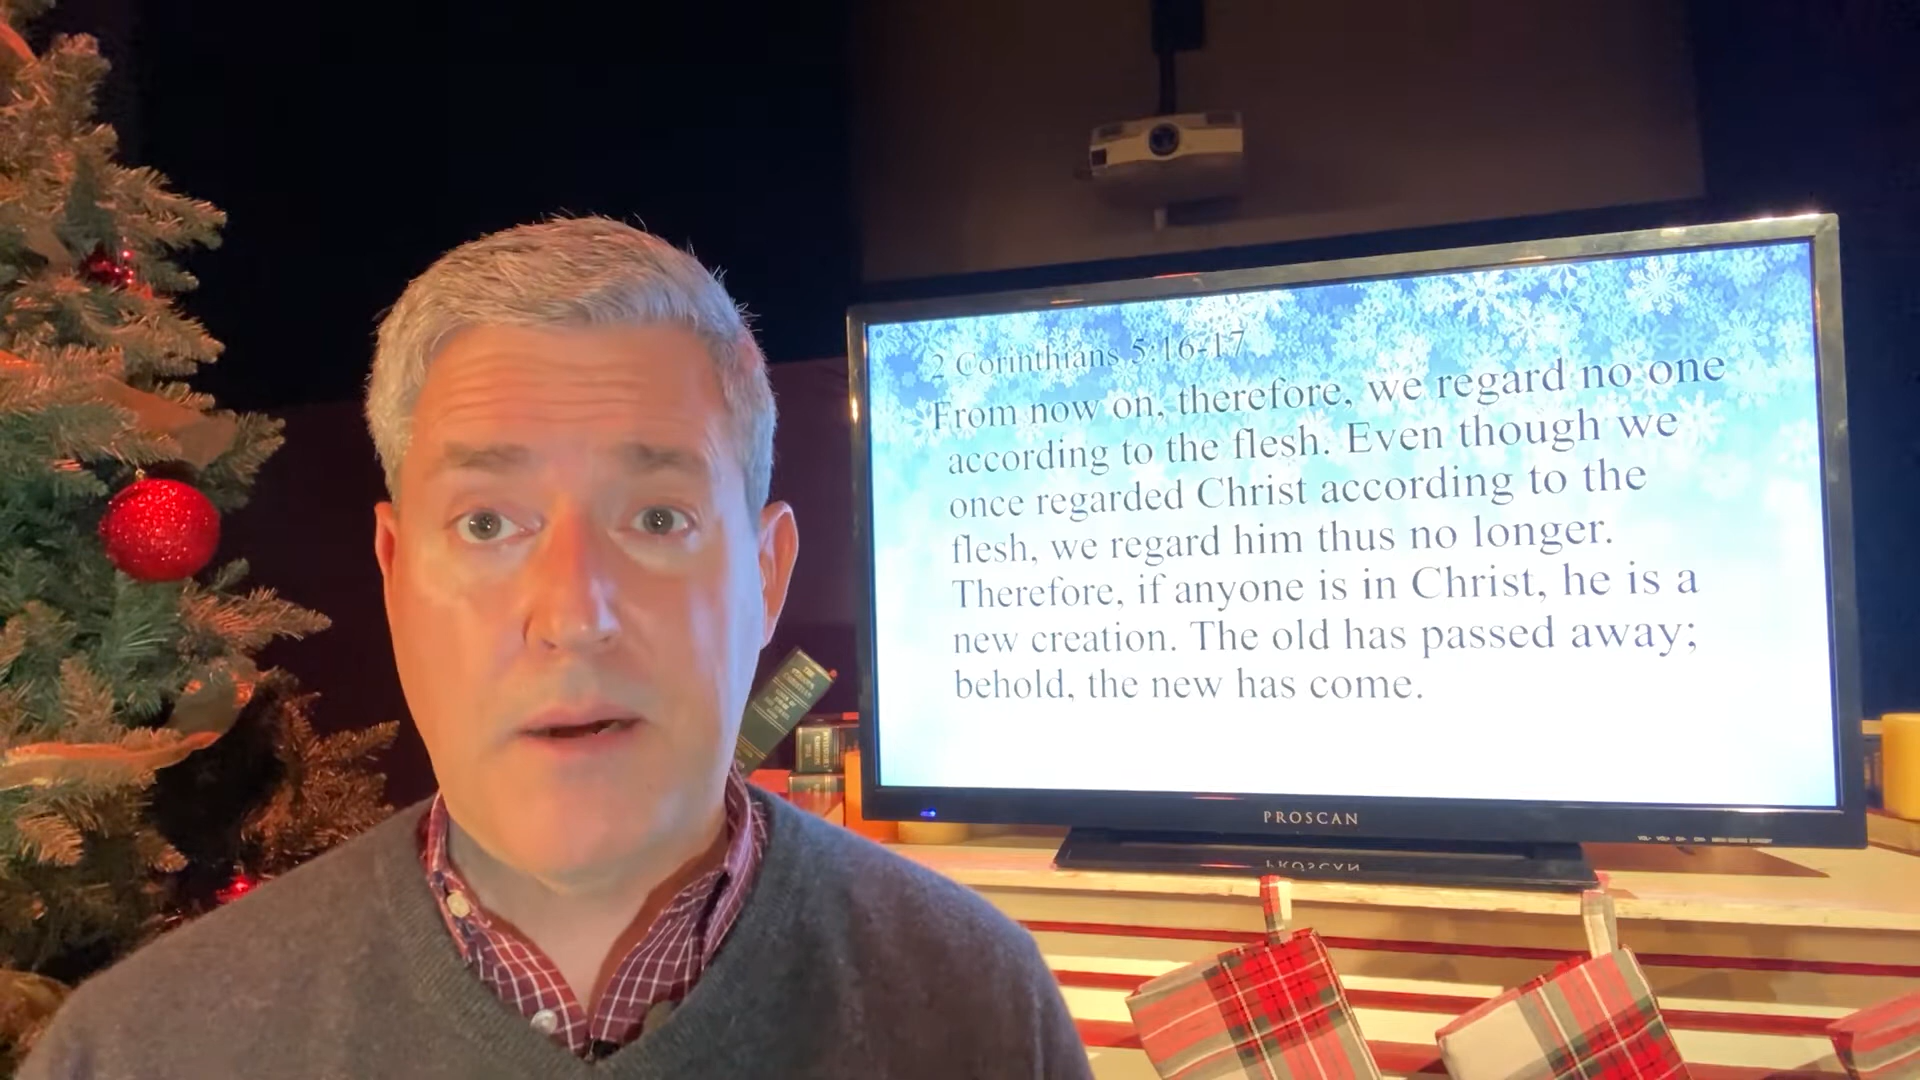 2 Corinthians 5:16-17
From now on, therefore, we regard no one
according to the flesh. Even though we
once regarded Christ according to the
flesh, we regard him thus no longer.
Therefore, if anyone is in Christ, he is a
new creation. The old has passed away;
behold, the new has come.
PROSCAN